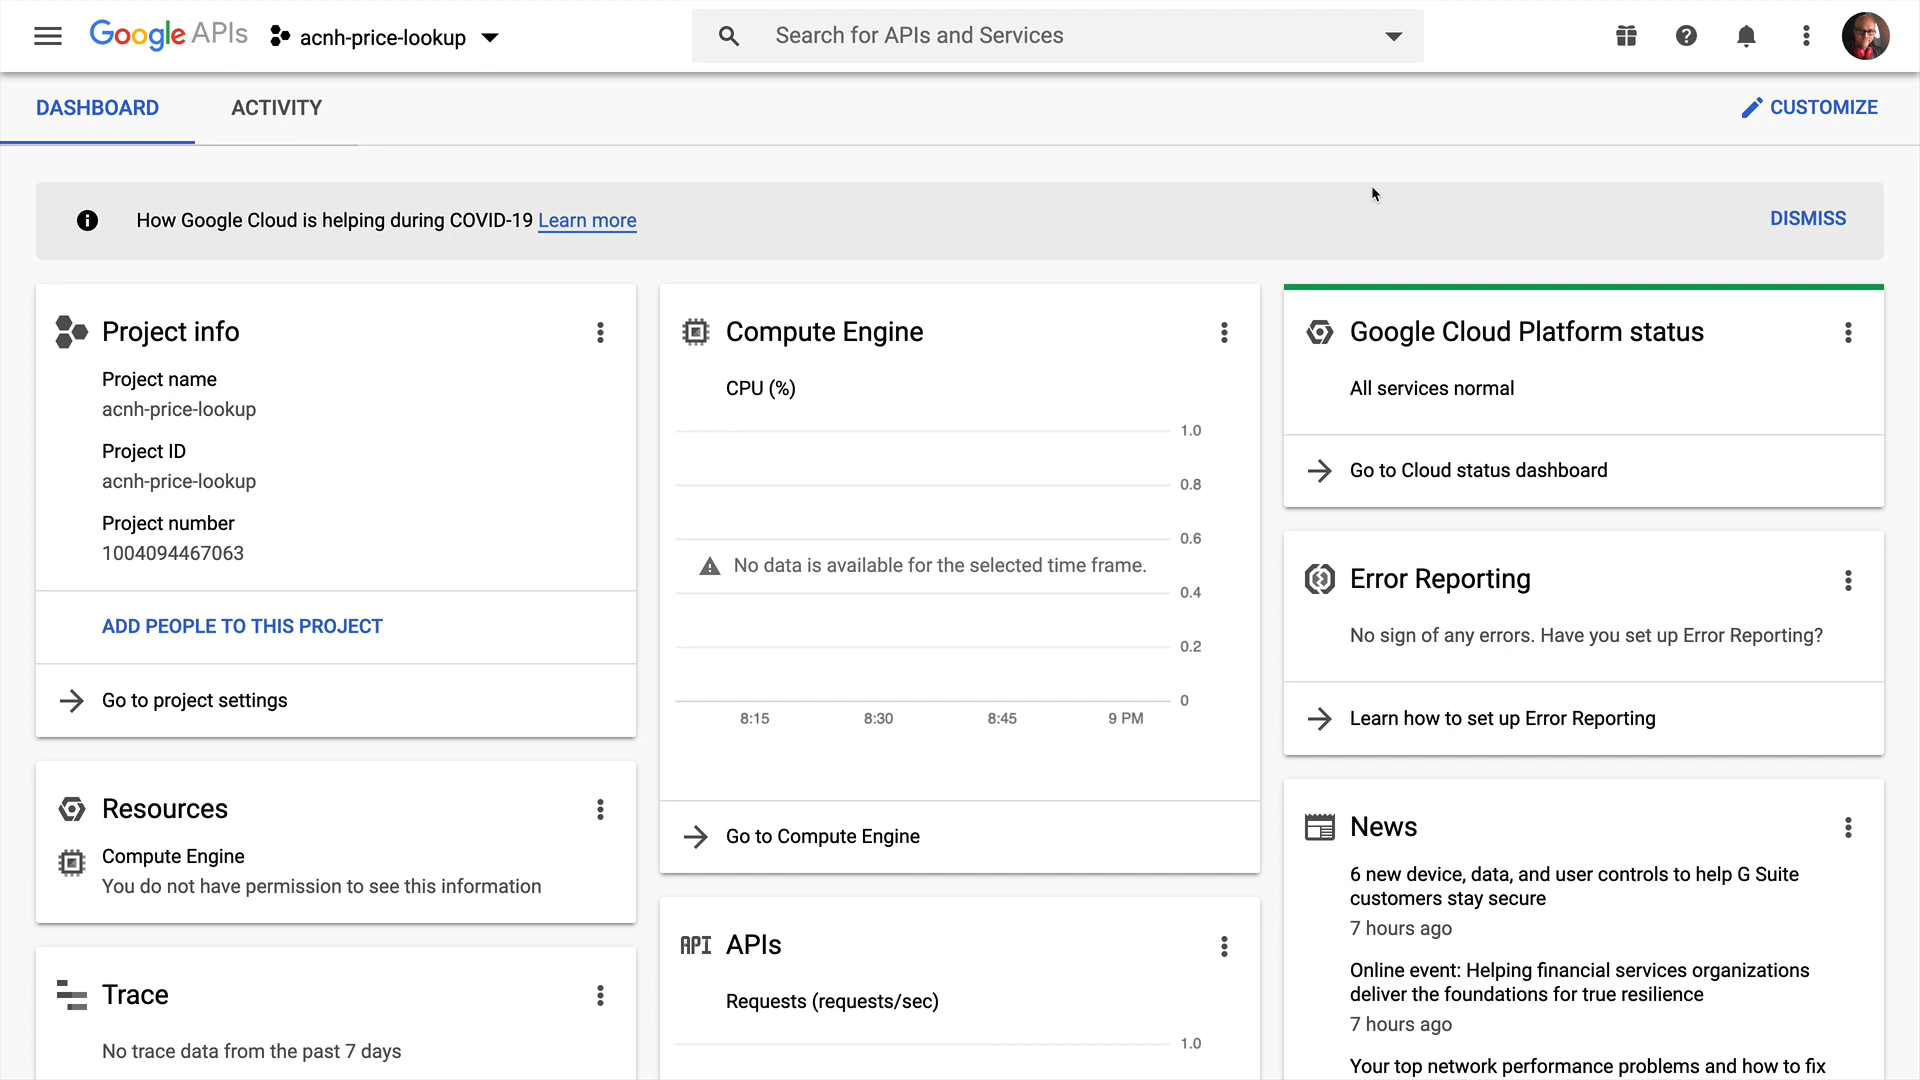 Google APIs
acnh-price-lookup
Search for APIs and Services
DASHBOARD
ACTIVITY
CUSTOMIZE
How Google Cloud is helping during COVID-19 Learn more
DISMISS
Project info
Project name
acnh-price-lookup
Project ID
acnh-price-lookup
Project number
1004094467063
ADD PEOPLE TO THIS PROJECT
Go to project settings
Resources
Compute Engine
You do not have permission to see this information
Trace
No trace data from the past 7 days
Compute Engine
CPU (%)
1.0
0.8
0.6
No data is available for the selected time frame.
0.4
0.2
0
8:15
8:30
8:45
9 PM
Go to Compute Engine
API
APIs
Requests (requests/sec)
1.0
Google Cloud Platform status
All services normal
Go to Cloud status dashboard
Error Reporting
No sign of any errors. Have you set up Error Reporting?
Learn how to set up Error Reporting
News
6 new device, data, and user controls to help G Suite
customers stay secure
7 hours ago
Online event: Helping financial services organizations
deliver the foundations for true resilience
7 hours ago
Your top network performance problems and how to fix